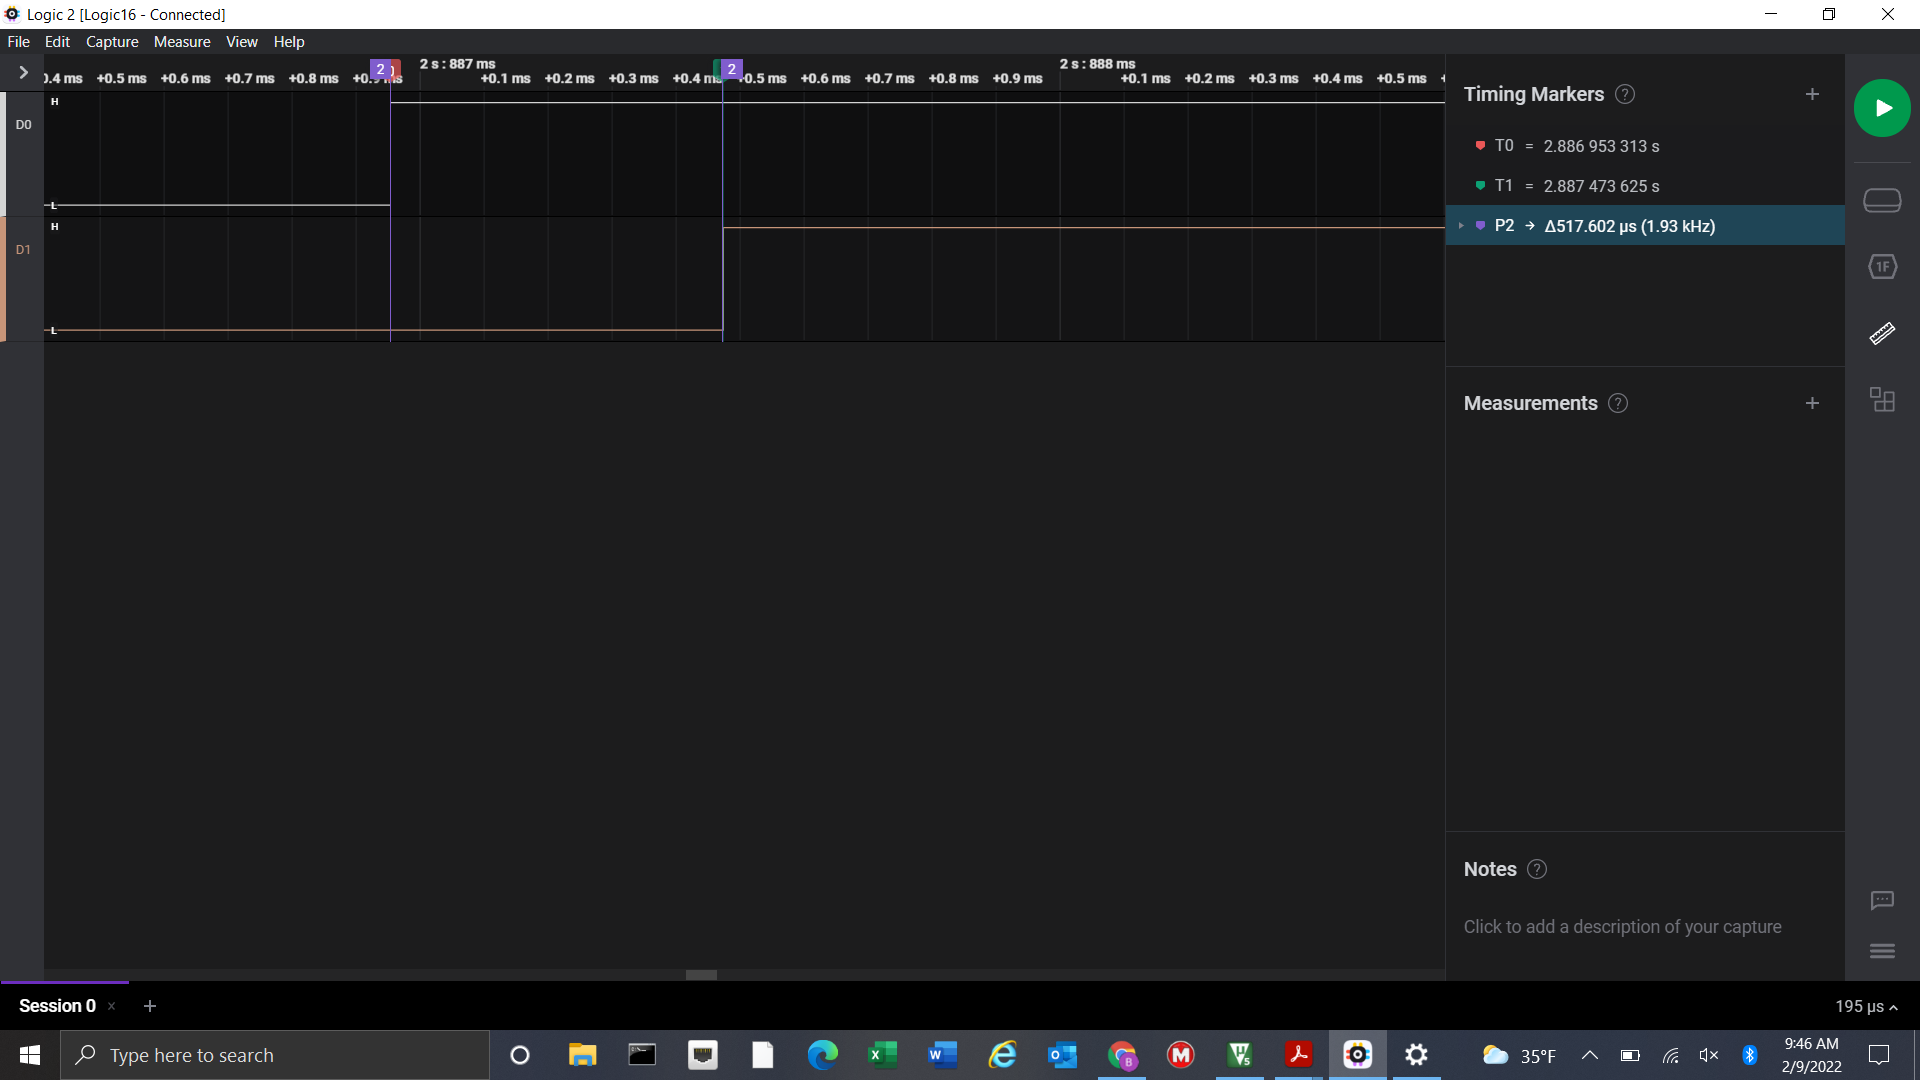 Logic 2 [Logic16 - Connected]
File Edit Capture Measure View Help
2 s : 887 ms 2 s : 888 ms
0.4 ms +0.5 ms +0.6 ms +0.7 ms +0.8 ms +0.9 ms +0.1 ms +0.2 ms +0.3 ms +0.4 ms +0.5 ms +0.6 ms +0.7 ms +0.8 ms +0.9 ms +0.1 ms +0.2 ms +0.3 ms +0.4 ms +0.5 ms
2 2
H
D0
L
H
D1
L
Timing Markers ? +
T0 = 2.886 953 313 s
T1 = 2.887 473 625 s
P2 → Δ517.602 μs (1.93 kHz)
1F
Measurements ? +
Notes ?
Click to add a description of your capture
Session 0 × +
195 μs
Type here to search
35°F
9:46 AM
2/9/2022